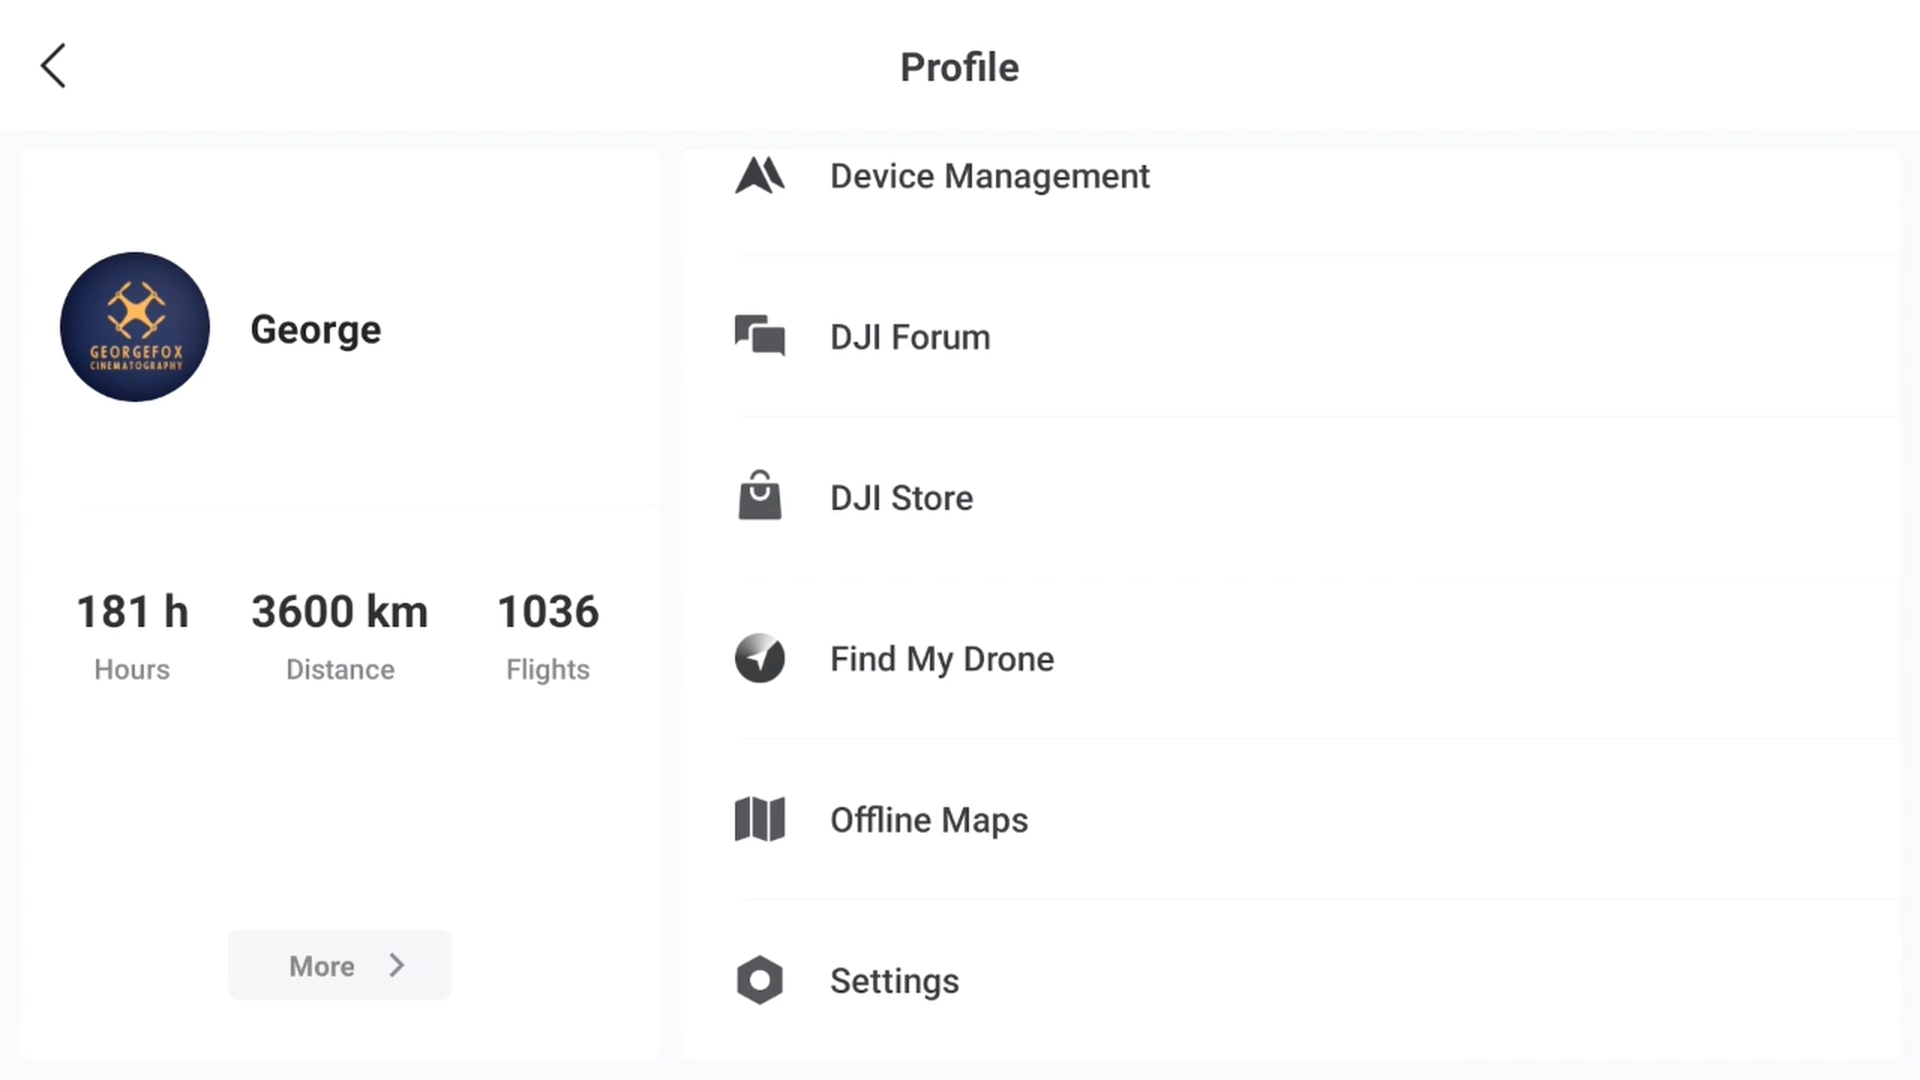 Profile
GEORGEFOX
CINEMATOGRAPHY
George
181 h
Hours
3600 km
Distance
1036
Flights
More
Device Management
DJI Forum
DJI Store
Find My Drone
Offline Maps
Settings